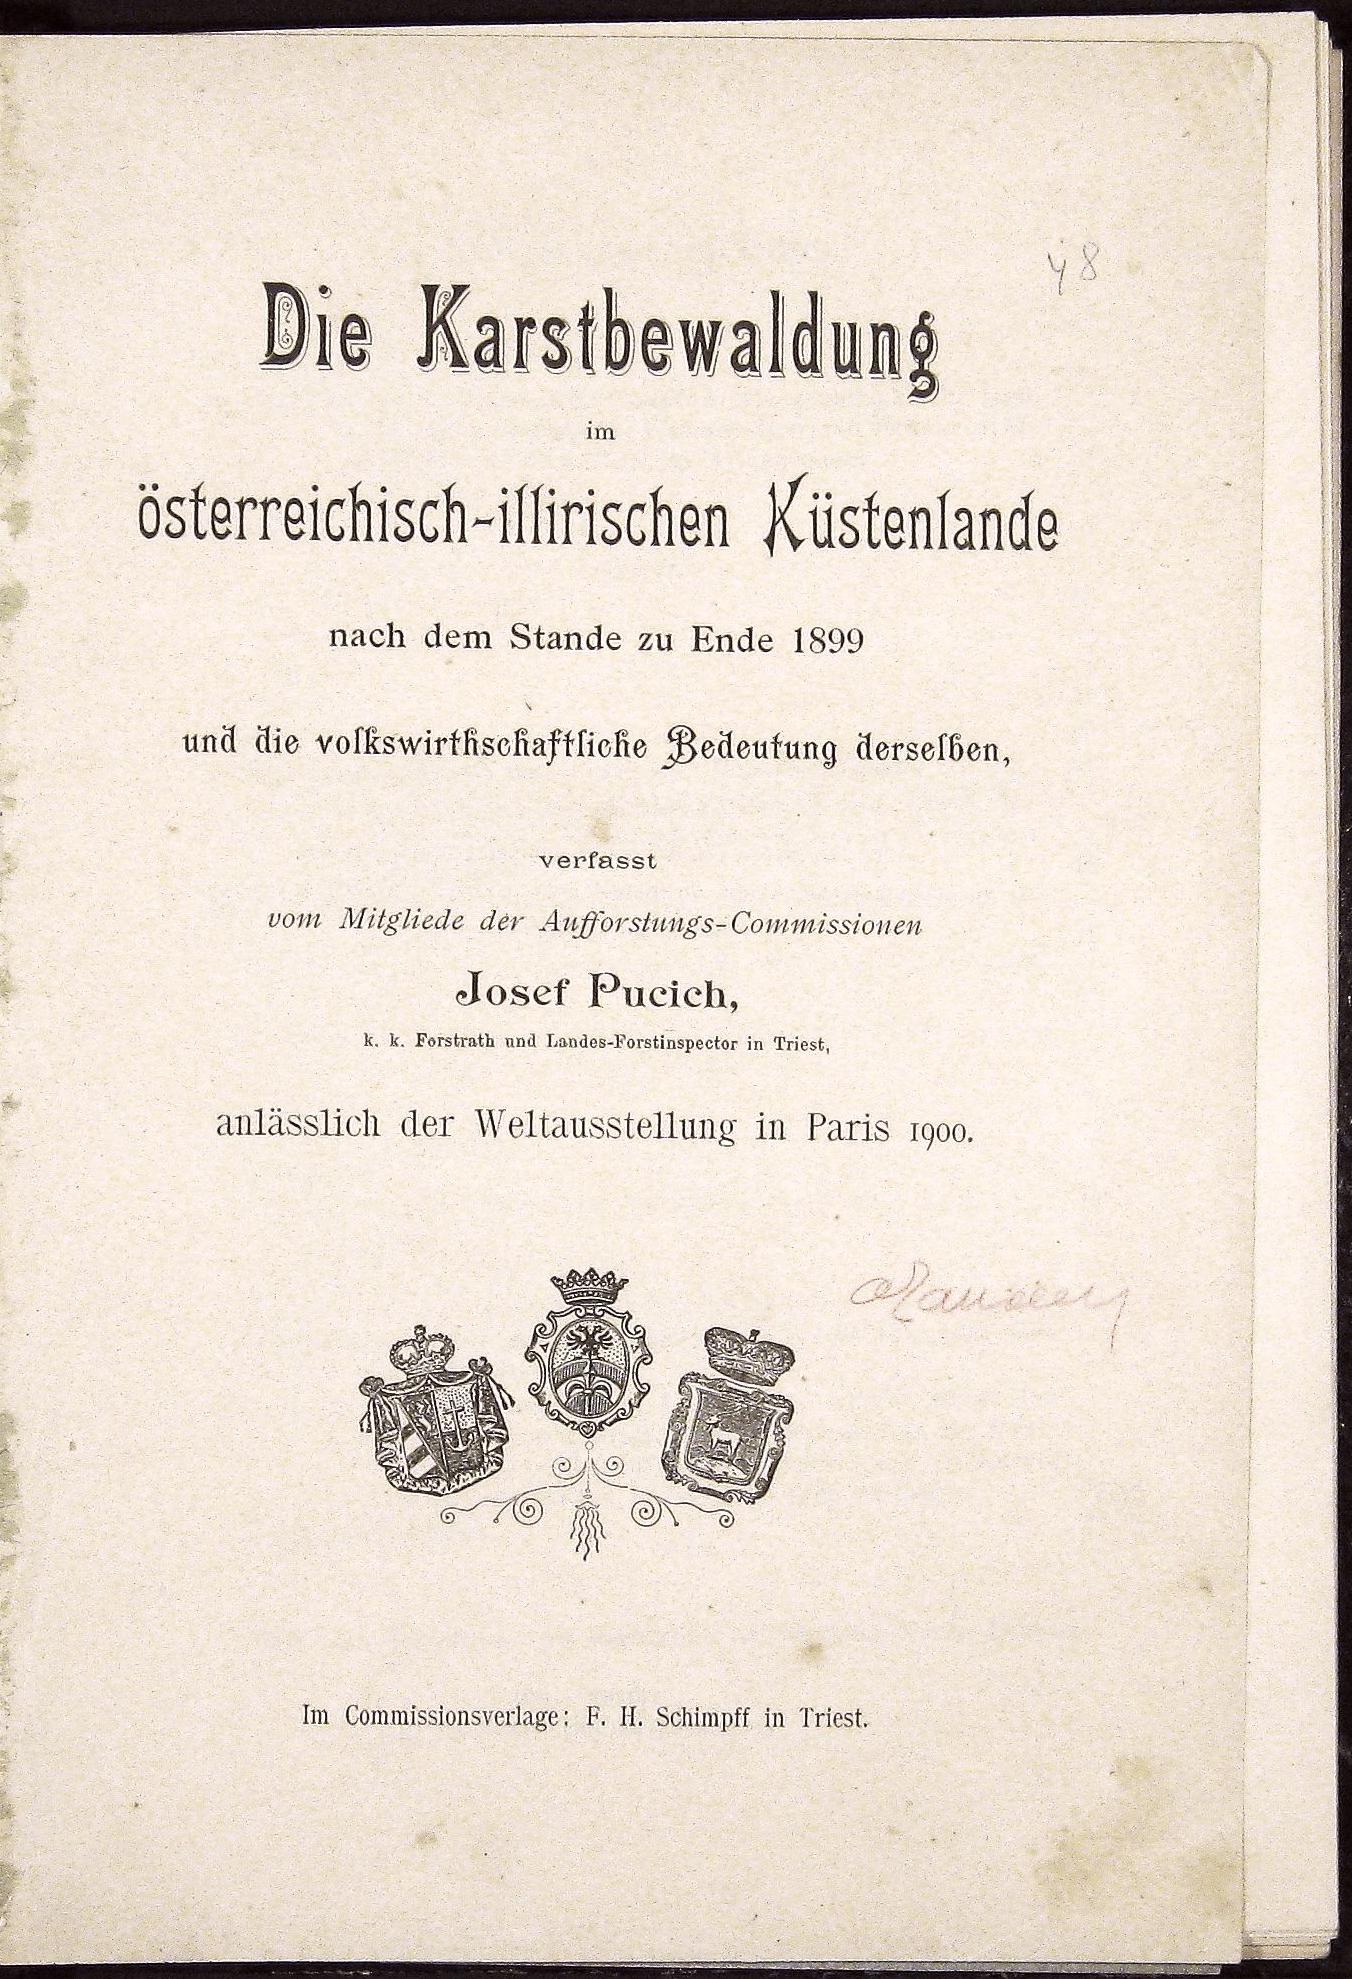 48
Die Karstbewaldung
im
österreichisch-illirischen Küstenlande
nach dem Stande zu Ende 1899
und die volkswirthschaftliche Bedeutung derselben,
verfasst
vom Mitgliede der Aufforstungs-Commissionen
Josef Pucich,
k. k. Forstrath und Landes-Forstinspector in Triest,
anlässlich der Weltausstellung in Paris 1900.
Im Commissionsverlage: F. H. Schimpff in Triest.